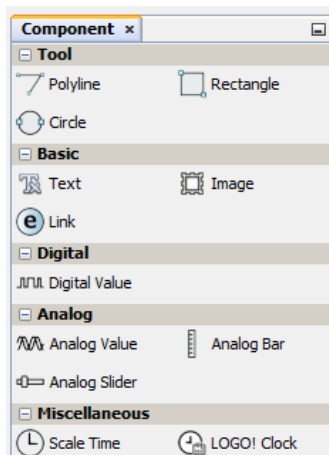 Component ×
Tool
Polyline Rectangle
Circle
Basic
Text Image
Link
Digital
Digital Value
Analog
Analog Value Analog Bar
Analog Slider
Miscellaneous
Scale Time LOGO! Clock